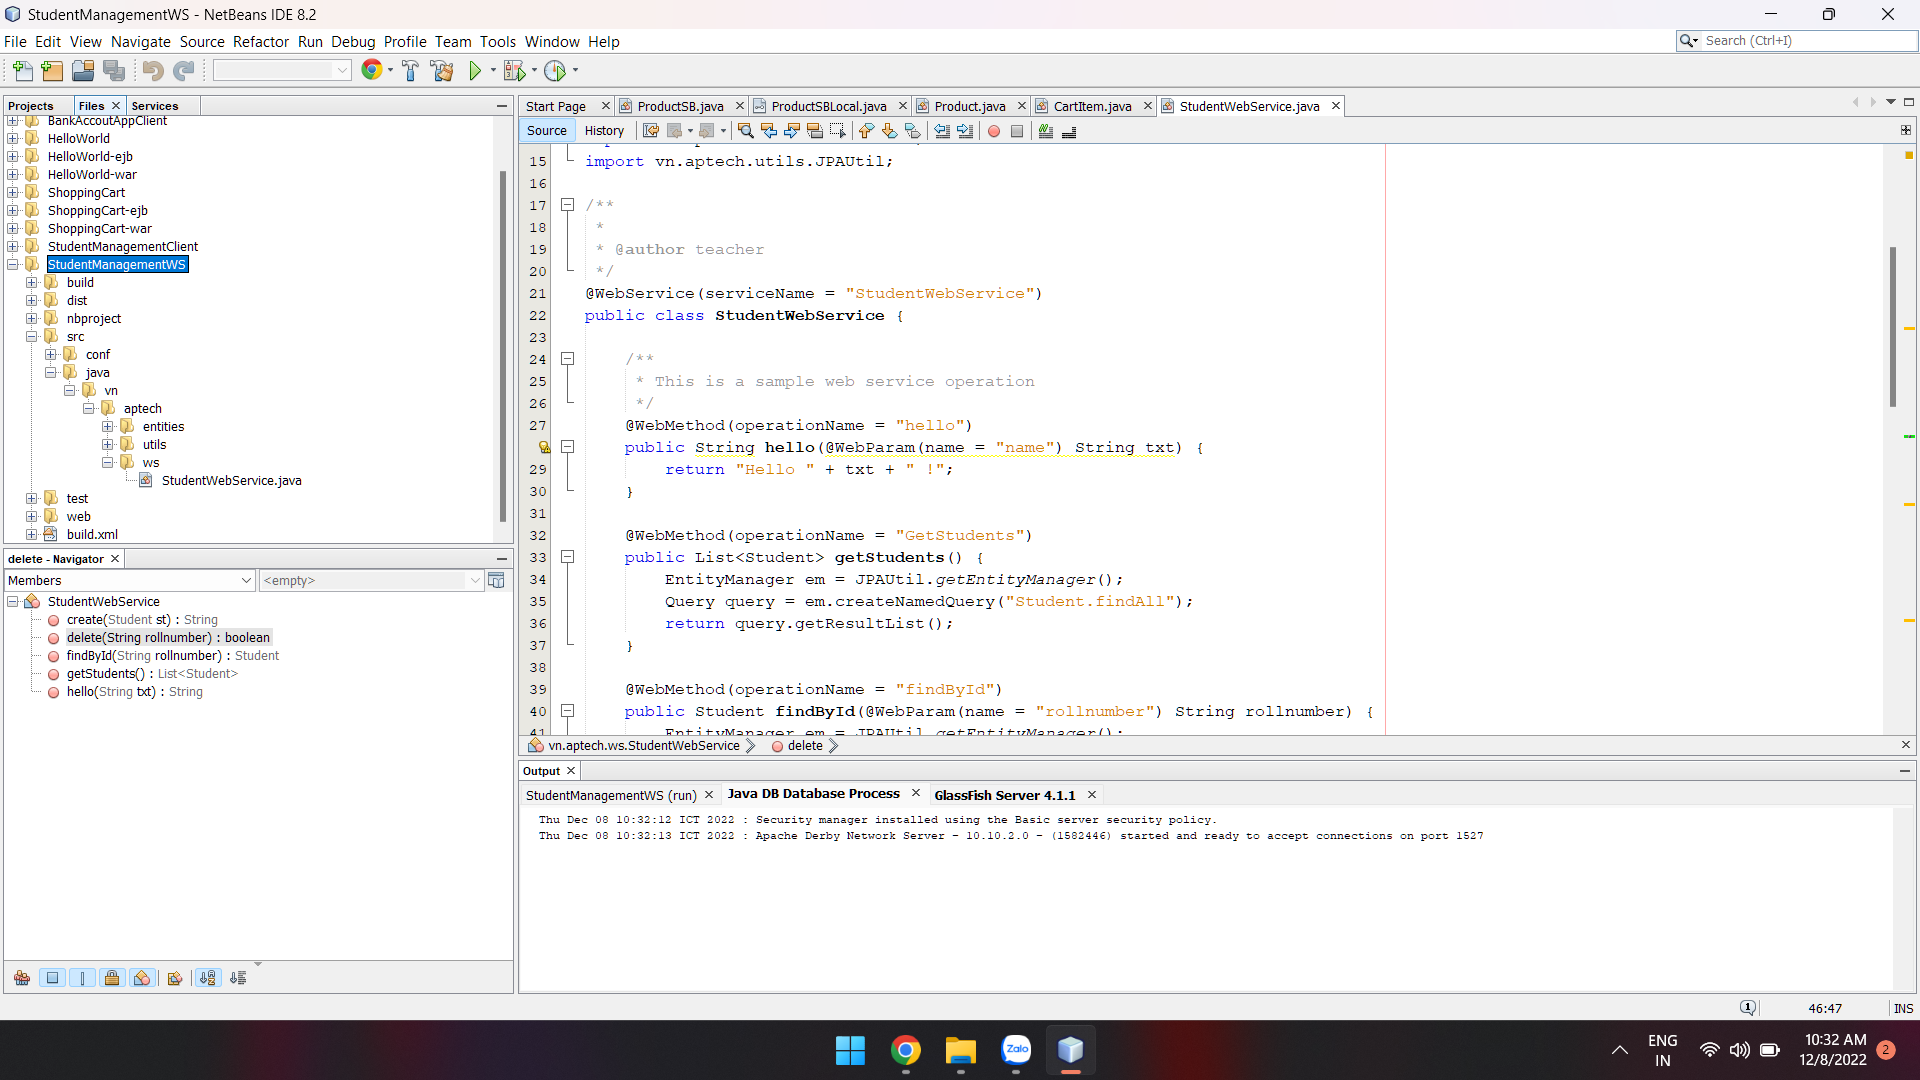 StudentManagementWS - NetBeans IDE 8.2
File Edit View Navigate Source Refactor Run Debug Profile Team Tools Window Help
Search (Ctrl+I)
Projects Files Services
BankAccoutAppClient
HelloWorld
HelloWorld-ejb
HelloWorld-war
ShoppingCart
ShoppingCart-ejb
ShoppingCart-war
StudentManagementClient
StudentManagementWS
build
dist
nbproject
src
conf
java
vn
aptech
entities
utils
ws
StudentWebService.java
test
web
build.xml
delete - Navigator
Members
<empty>
StudentWebService
create(Student st) : String
delete(String rollnumber) : boolean
findById(String rollnumber) : Student
getStudents() : List<Student>
hello(String txt) : String
Start Page ProductSB.java ProductSBLocal.java Product.java CartItem.java StudentWebService.java
Source History
15 import vn.aptech.utils.JPAUtil;
16
17 /**
18 *
19 * @author teacher
20 */
21 @WebService(serviceName = "StudentWebService")
22 public class StudentWebService {
23
24 /**
25 * This is a sample web service operation
26 */
27 @WebMethod(operationName = "hello")
public String hello(@WebParam(name = "name") String txt) {
29 return "Hello " + txt + " !";
30 }
31
32 @WebMethod(operationName = "GetStudents")
33 public List<Student> getStudents() {
34 EntityManager em = JPAUtil.getEntityManager();
35 Query query = em.createNamedQuery("Student.findAll");
36 return query.getResultList();
37 }
38
39 @WebMethod(operationName = "findById")
40 public Student findById(@WebParam(name = "rollnumber") String rollnumber) {
41 EntityManager em = JPAUtil.getEntityManager();
vn.aptech.ws.StudentWebService delete
Output
StudentManagementWS (run) Java DB Database Process GlassFish Server 4.1.1
Thu Dec 08 10:32:12 ICT 2022 : Security manager installed using the Basic server security policy.
Thu Dec 08 10:32:13 ICT 2022 : Apache Derby Network Server - 10.10.2.0 - (1582446) started and ready to accept connections on port 1527
1
46:47
INS
Zalo
ENG
IN
10:32 AM
12/8/2022
2